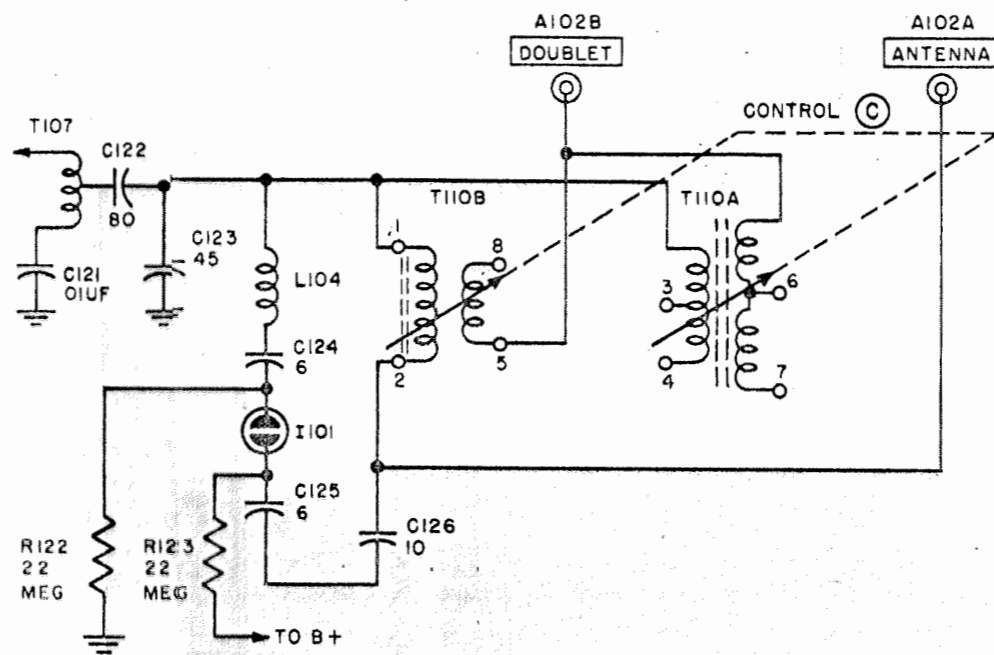 A102B
DOUBLET
A102A
ANTENNA
CONTROL C
T107
C122
80
T110B
T110A
C123
45
C121
01UF
L104
1
8
3
6
C124
6
2
5
4
7
I101
C125
6
C126
10
R122
22
MEG
R123
22
MEG
TO B+